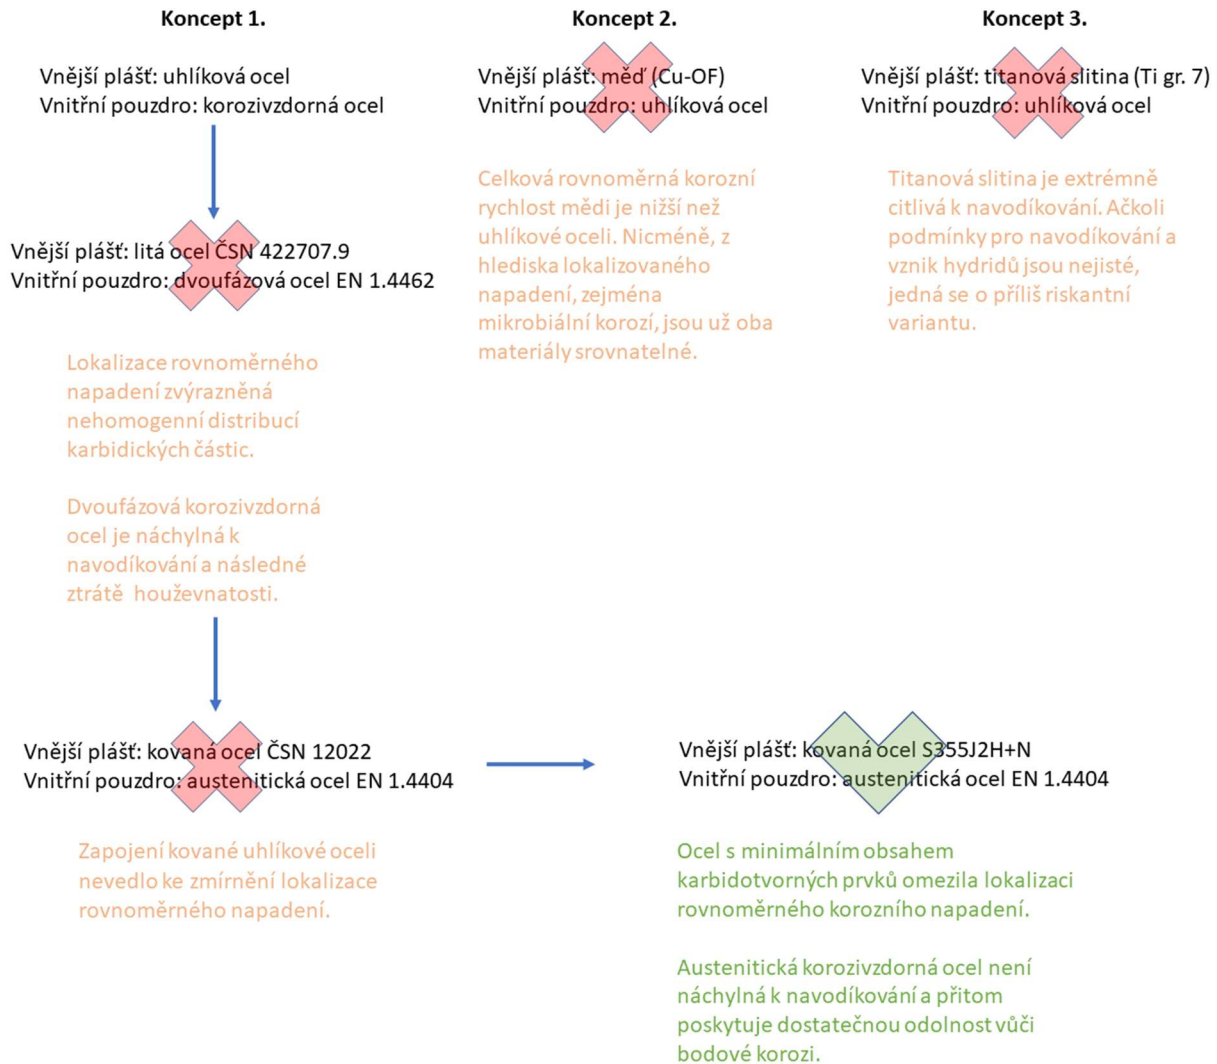 Koncept 1.
Vnější plášť: uhlíková ocel
Vnitřní pouzdro: korozivzdorná ocel
Vnější plášť: litá ocel ČSN 422707.9
Vnitřní pouzdro: dvoufázová ocel EN 1.4462
Lokalizace rovnoměrného
napadení zvýrazněná
nehomogenní distribucí
karbidických částic.
Dvoufázová korozivzdorná
ocel je náchylná k
navodíkování a následné
ztrátě houževnatosti.
Vnější plášť: kovaná ocel ČSN 12022
Vnitřní pouzdro: austenitická ocel EN 1.4404
Zapojení kované uhlíkové oceli
nevedlo ke zmírnění lokalizace
rovnoměrného napadení.
Vnější plášť: kovaná ocel S355J2H+N
Vnitřní pouzdro: austenitická ocel EN 1.4404
Ocel s minimálním obsahem
karbidotvorných prvků omezila lokalizaci
rovnoměrného korozního napadení.
Austenitická korozivzdorná ocel není
náchylná k navodíkování a přitom
poskytuje dostatečnou odolnost vůči
bodové korozi.
Koncept 2.
Vnější plášť: měď (Cu-OF)
Vnitřní pouzdro: uhlíková ocel
Celková rovnoměrná korozní
rychlost mědi je nižší než
uhlíkové oceli. Nicméně, z
hlediska lokalizovaného
napadení, zejména
mikrobiální korozí, jsou už oba
materiály srovnatelné.
Koncept 3.
Vnější plášť: titanová slitina (Ti gr. 7)
Vnitřní pouzdro: uhlíková ocel
Titanová slitina je extrémně
citlivá k navodíkování. Ačkoli
podmínky pro navodíkování a
vznik hydridů jsou nejisté,
jedná se o příliš riskantní
variantu.